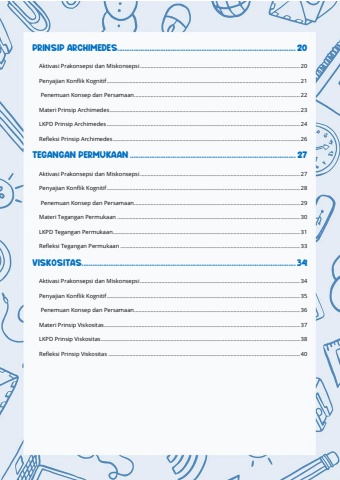 PRINSIP ARCHIMEDES 20
Aktivasi Prakonsepsi dan Miskonsepsi 20
Penyajian Konflik Kognitif 21
Penemuan Konsep dan Persamaan 22
Materi Prinsip Archimedes 23
LKPD Prinsip Archimedes 24
Refleksi Prinsip Archimedes 26
TEGANGAN PERMUKAAN 27
Aktivasi Prakonsepsi dan Miskonsepsi 27
Penyajian Konflik Kognitif 28
Penemuan Konsep dan Persamaan 29
Materi Tegangan Permukaan 30
LKPD Tegangan Permukaan 31
Refleksi Tegangan Permukaan 33
VISKOSITAS 34
Aktivasi Prakonsepsi dan Miskonsepsi 34
Penyajian Konflik Kognitif 35
Penemuan Konsep dan Persamaan 36
Materi Prinsip Viskositas 37
LKPD Prinsip Viskositas 38
Refleksi Prinsip Viskositas 40